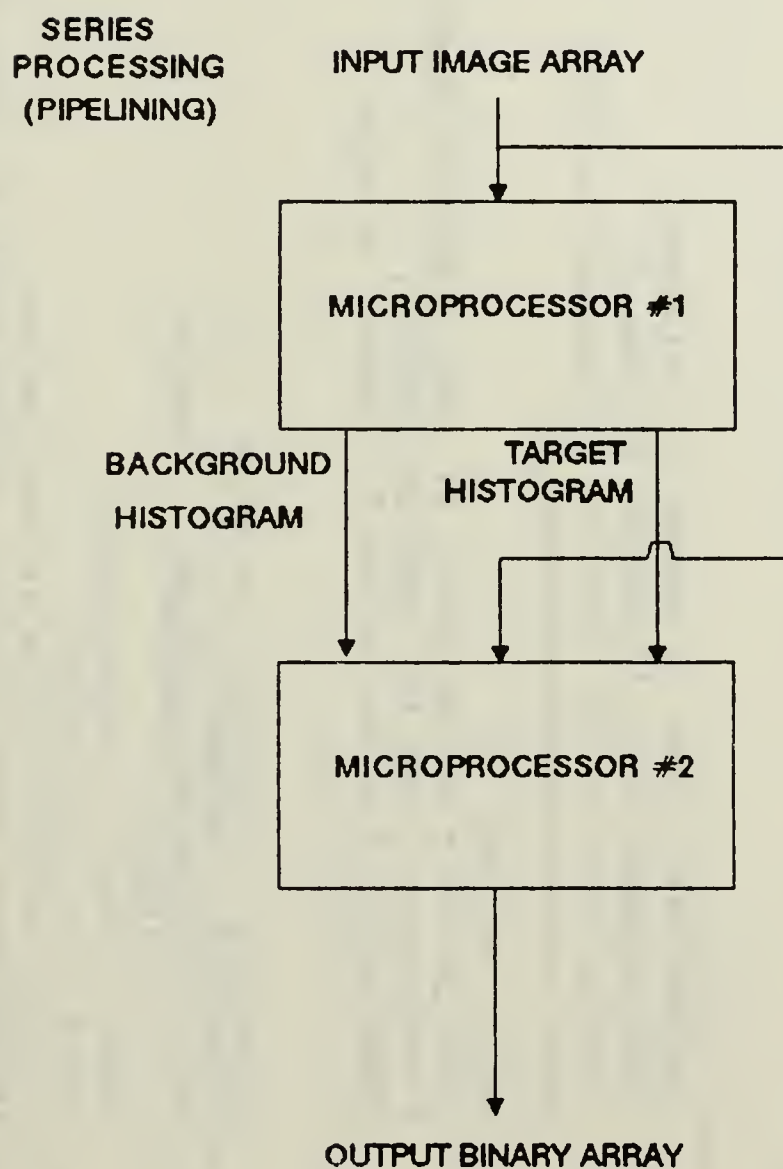 SERIES
PROCESSING
(PIPELINING)
INPUT IMAGE ARRAY
MICROPROCESSOR #1
BACKGROUND
HISTOGRAM
TARGET
HISTOGRAM
MICROPROCESSOR #2
OUTPUT BINARY ARRAY